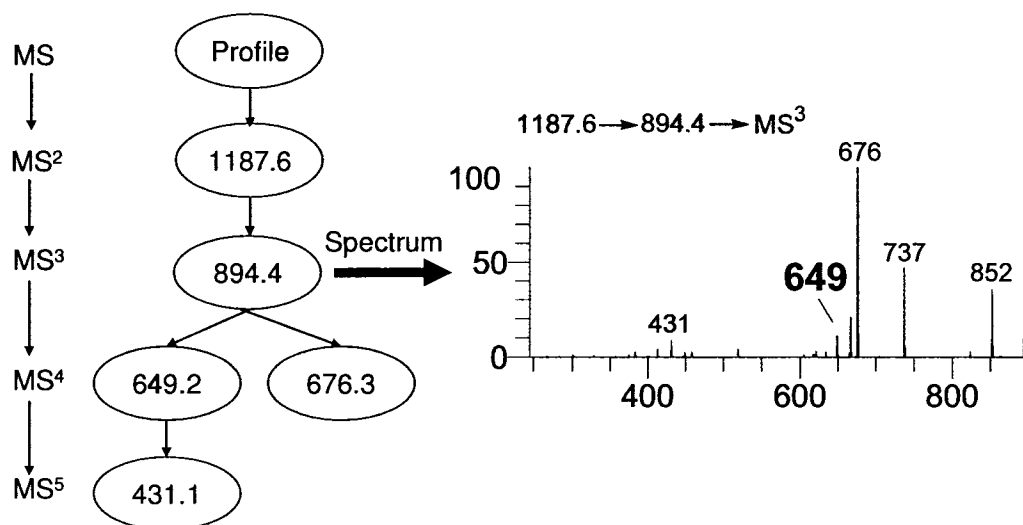 MS
Profile
MS²
1187.6
MS³
894.4
Spectrum
MS⁴
649.2
676.3
MS⁵
431.1
1187.6→894.4→MS³
100
50
0
431
649
676
737
852
400
600
800